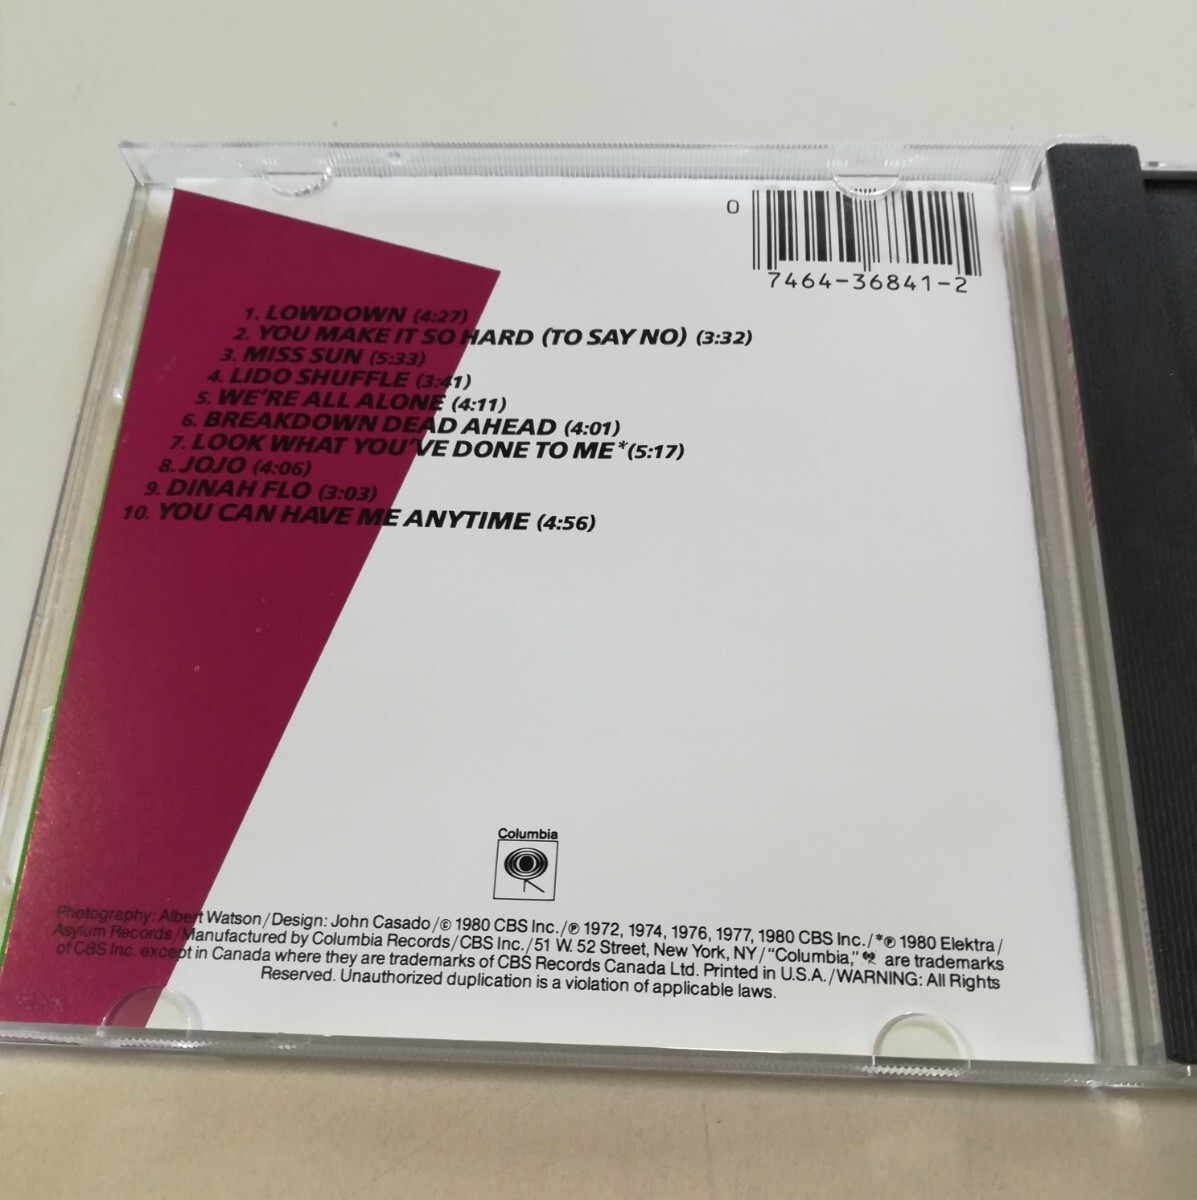 0
7464-36841-2
1. LOWDOWN (4:27)
2. YOU MAKE IT SO HARD (TO SAY NO) (3:32)
3. MISS SUN (5:33)
4. LIDO SHUFFLE (3:41)
5. WE'RE ALL ALONE (4:11)
6. BREAKDOWN DEAD AHEAD (4:01)
7. LOOK WHAT YOU'VE DONE TO ME*(5:17)
8. JOJO (4:06)
9. DINAH FLO (3:03)
10. YOU CAN HAVE ME ANYTIME (4:56)
Columbia
Photography: Albert Watson/Design: John Casado/© 1980 CBS Inc./℗ 1972, 1974, 1976, 1977, 1980 CBS Inc./*℗ 1980 Elektra/
Asylum Records/Manufactured by Columbia Records/CBS Inc./51 W. 52 Street, New York, NY/"Columbia," are trademarks
of CBS Inc. except in Canada where they are trademarks of CBS Records Canada Ltd. Printed in U.S.A./WARNING: All Rights
Reserved. Unauthorized duplication is a violation of applicable laws.